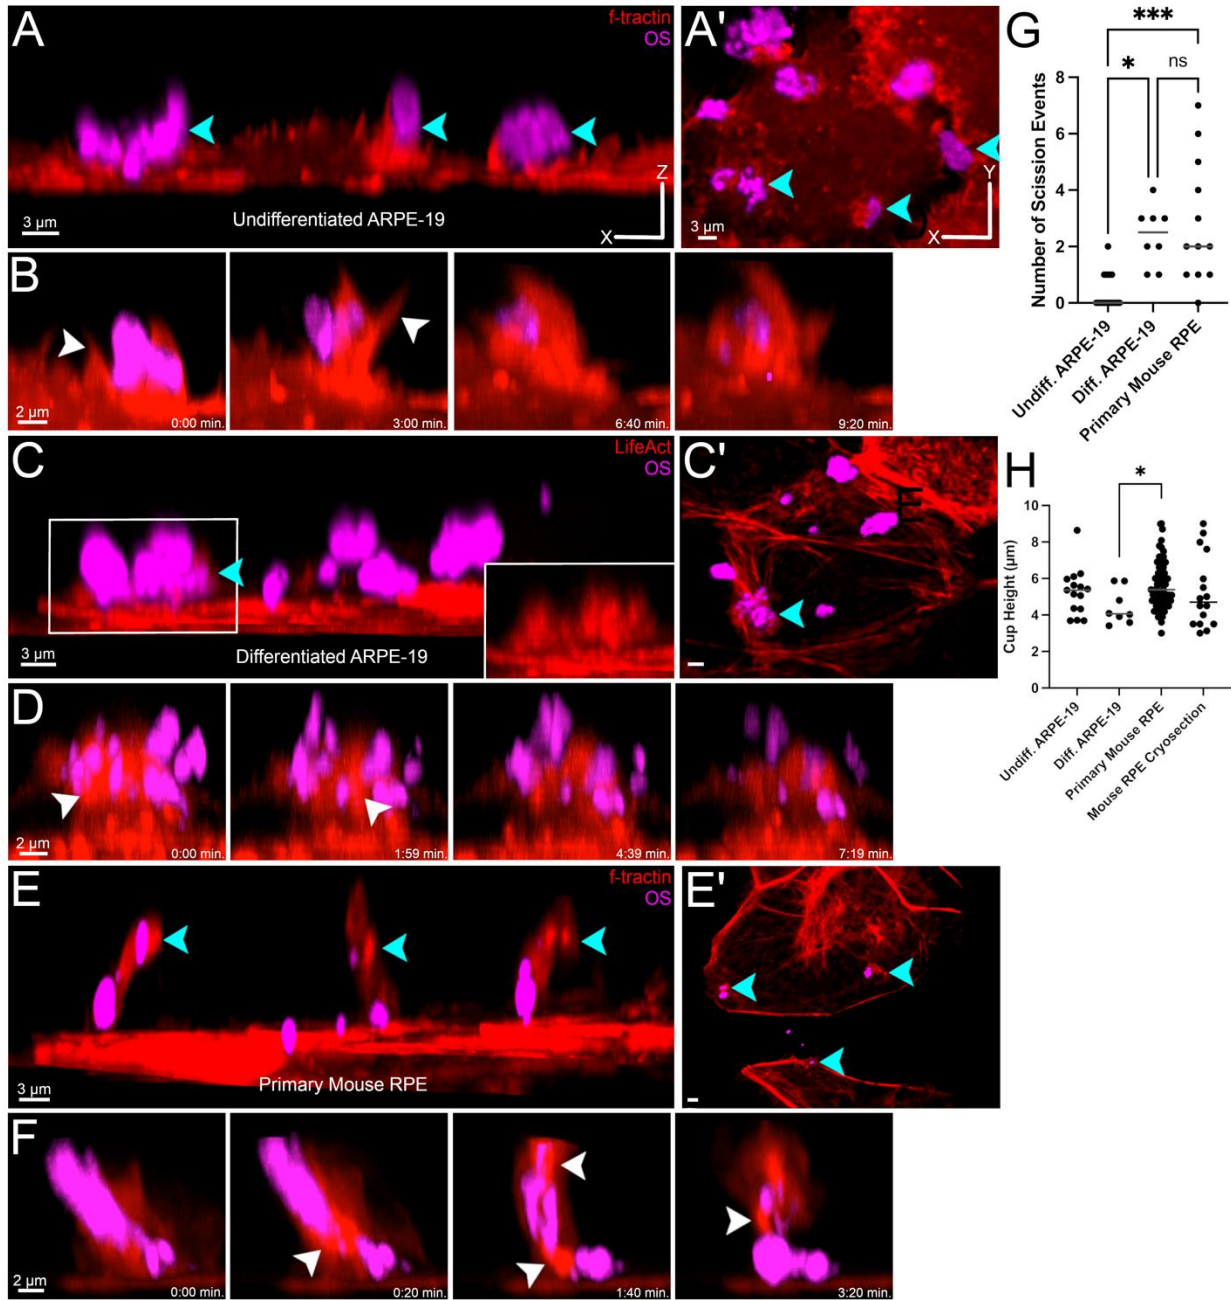 A
f-tractin
OS
Undifferentiated ARPE-19
3 µm
Z
X
A'
3 µm
Y
X
B
2 µm
0:00 min.
3:00 min.
6:40 min.
9:20 min.
C
LifeAct
OS
3 µm
Differentiated ARPE-19
C'
E
D
2 µm
0:00 min.
1:59 min.
4:39 min.
7:19 min.
E
f-tractin
OS
3 µm
Primary Mouse RPE
E'
F
2 µm
0:00 min.
0:20 min.
1:40 min.
3:20 min.
G
***
*
ns
Number of Scission Events
8
6
4
2
0
Undiff. ARPE-19
Diff. ARPE-19
Primary Mouse RPE
H
*
Cup Height (µm)
10
8
6
4
2
0
Undiff. ARPE-19
Diff. ARPE-19
Primary Mouse RPE
Mouse RPE Cryosection